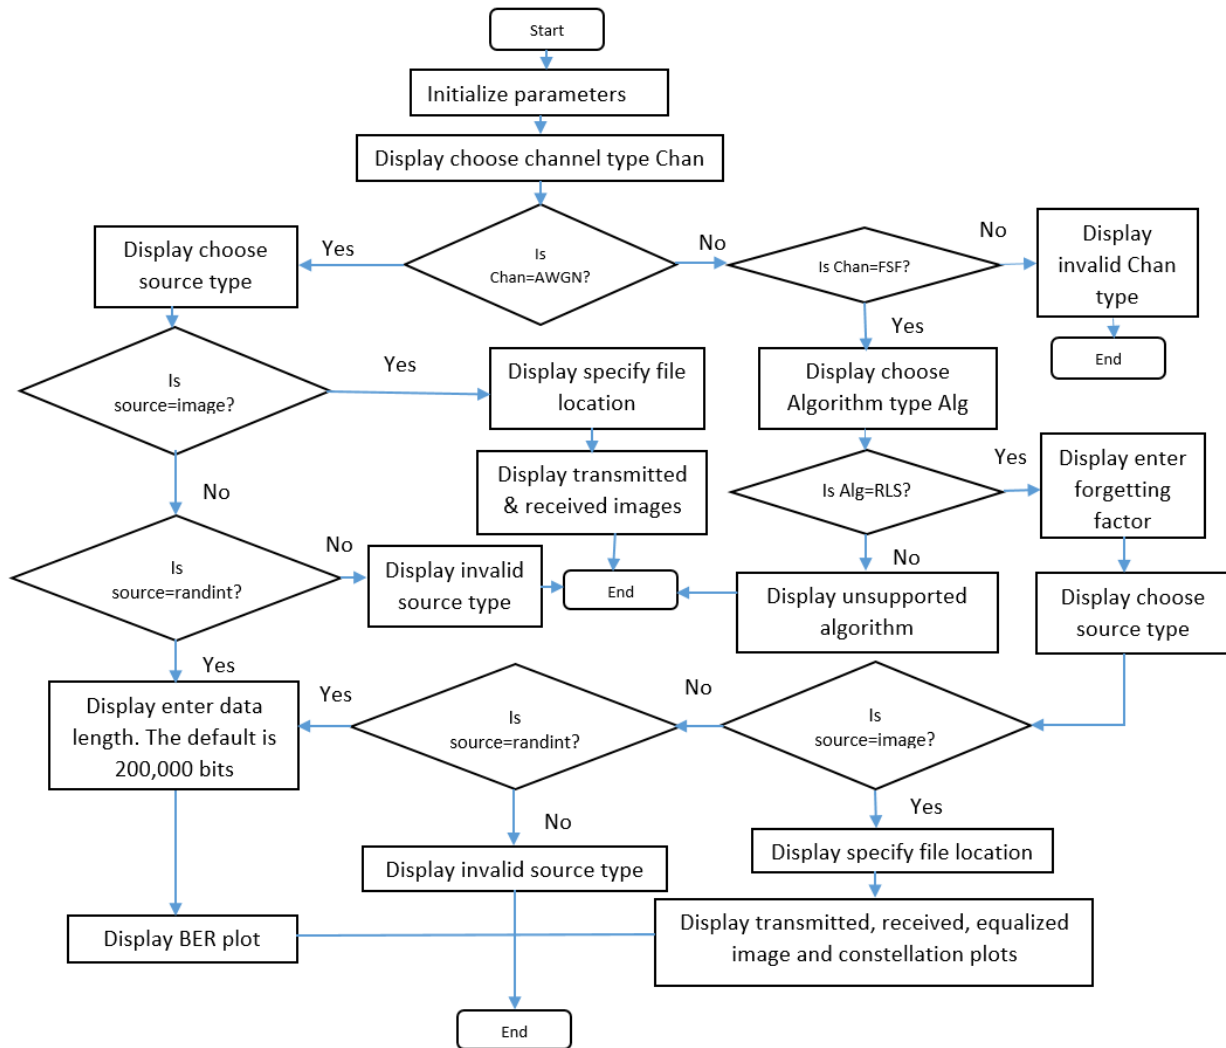 Start
Initialize parameters
Display choose channel type Chan
Is
Chan=AWGN?
Yes
No
Display choose
source type
Is Chan=FSF?
No
Display
invalid Chan
type
End
Yes
Is
source=image?
Yes
Display specify file
location
Display choose
Algorithm type Alg
Display transmitted
& received images
Is Alg=RLS?
Yes
Display enter
forgetting
factor
No
Is
source=randint?
No
Display invalid
source type
End
No
Display unsupported
algorithm
Display choose
source type
Yes
Display enter data
length. The default is
200,000 bits
Yes
Is
source=randint?
No
Is
source=image?
No
Yes
Display invalid source type
Display specify file location
Display BER plot
Display transmitted, received, equalized
image and constellation plots
End